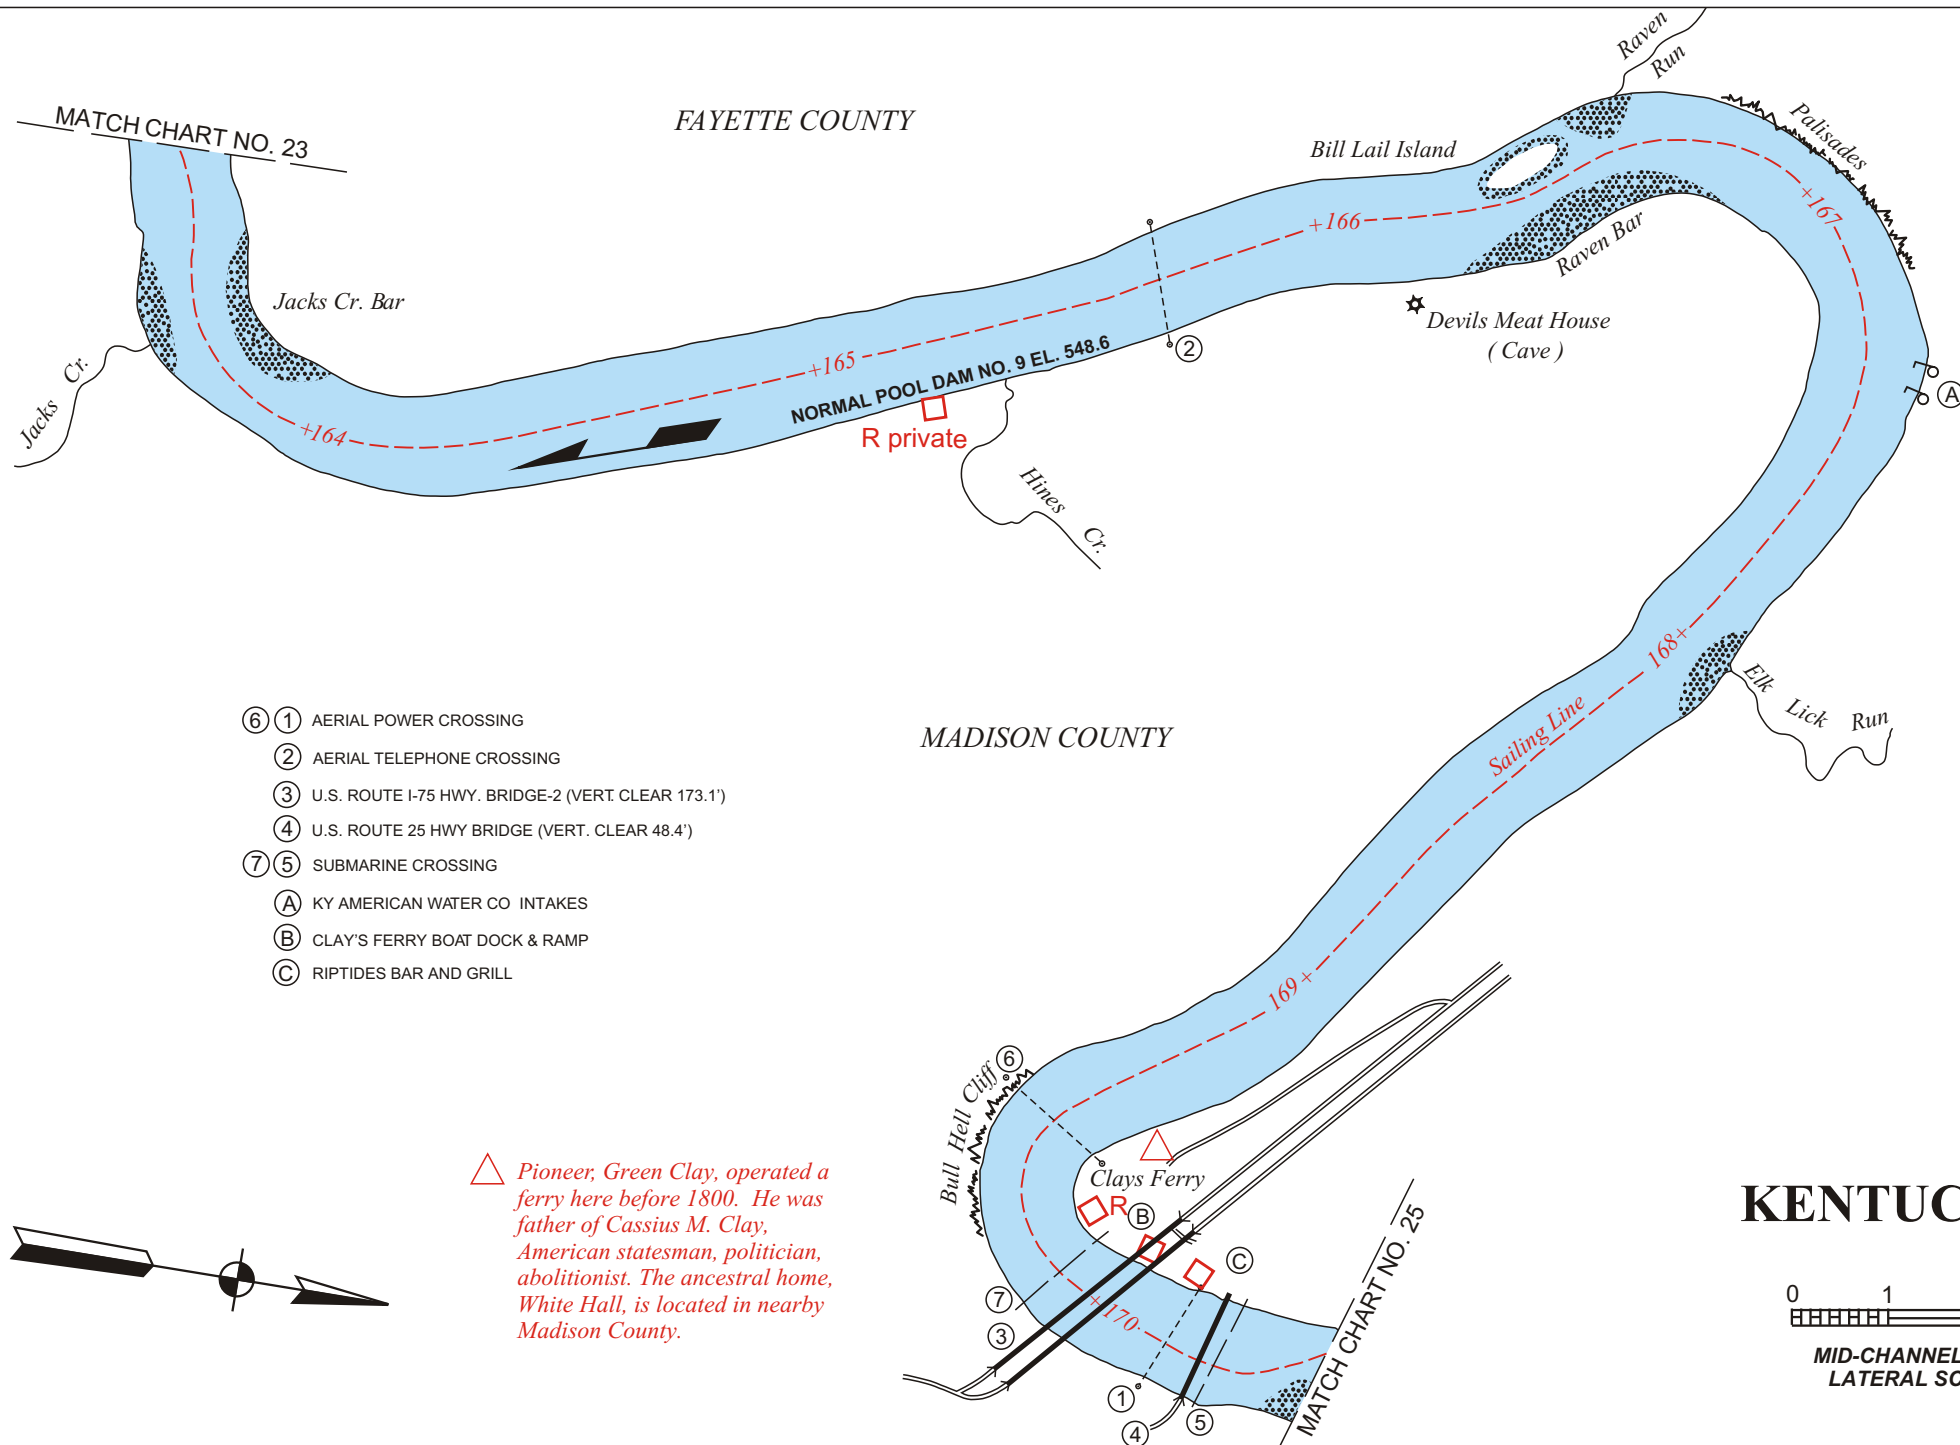 Raven
Run
MATCH CHART NO. 23
FAYETTE COUNTY
Palisades
Bill Lail Island
+167
+166
Raven Bar
Jacks Cr. Bar
Devils Meat House
( Cave )
2
+165
NORMAL POOL DAM NO. 9 EL. 548.6
A
Jacks Cr.
+164
R private
Hines Cr.
168+
Elk Lick Run
Sailing Line
MADISON COUNTY
6 1 AERIAL POWER CROSSING
2 AERIAL TELEPHONE CROSSING
3 U.S. ROUTE I-75 HWY. BRIDGE-2 (VERT. CLEAR 173.1')
4 U.S. ROUTE 25 HWY BRIDGE (VERT. CLEAR 48.4')
7 5 SUBMARINE CROSSING
A KY AMERICAN WATER CO INTAKES
B CLAY'S FERRY BOAT DOCK & RAMP
C RIPTIDES BAR AND GRILL
169+
6
Bull Hell Cliff
Clays Ferry
R
B
C
7
3
+170
1
4
5
MATCH CHART NO. 25
Pioneer, Green Clay, operated a
ferry here before 1800. He was
father of Cassius M. Clay,
American statesman, politician,
abolitionist. The ancestral home,
White Hall, is located in nearby
Madison County.
KENTUC
0 1
MID-CHANNEL
LATERAL SC